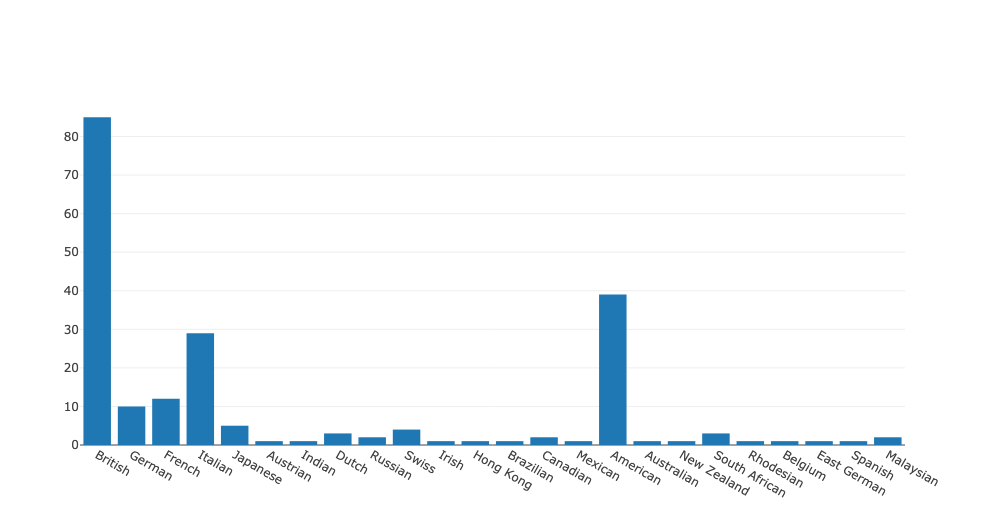 80
70
60
50
40
30
20
10
0
British
German
French
Italian
Japanese
Austrian
Indian
Dutch
Russian
Swiss
Irish
Hong Kong
Brazilian
Canadian
Mexican
American
Australian
New Zealand
South African
Rhodesian
Belgium
East German
Spanish
Malaysian